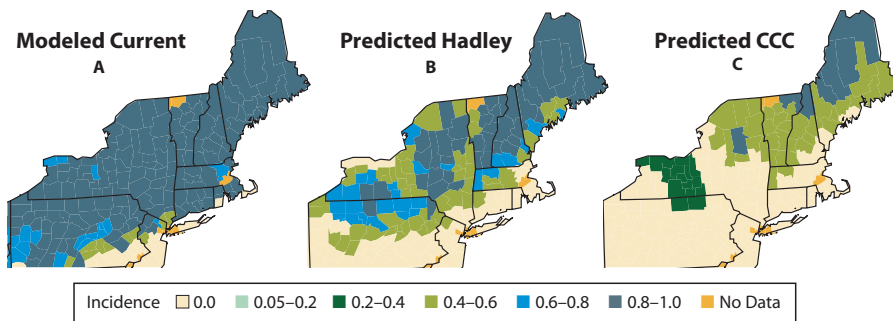 Modeled Current
A
Predicted Hadley
B
Predicted CCC
C
Incidence 0.0 0.05–0.2 0.2–0.4 0.4–0.6 0.6–0.8 0.8–1.0 No Data